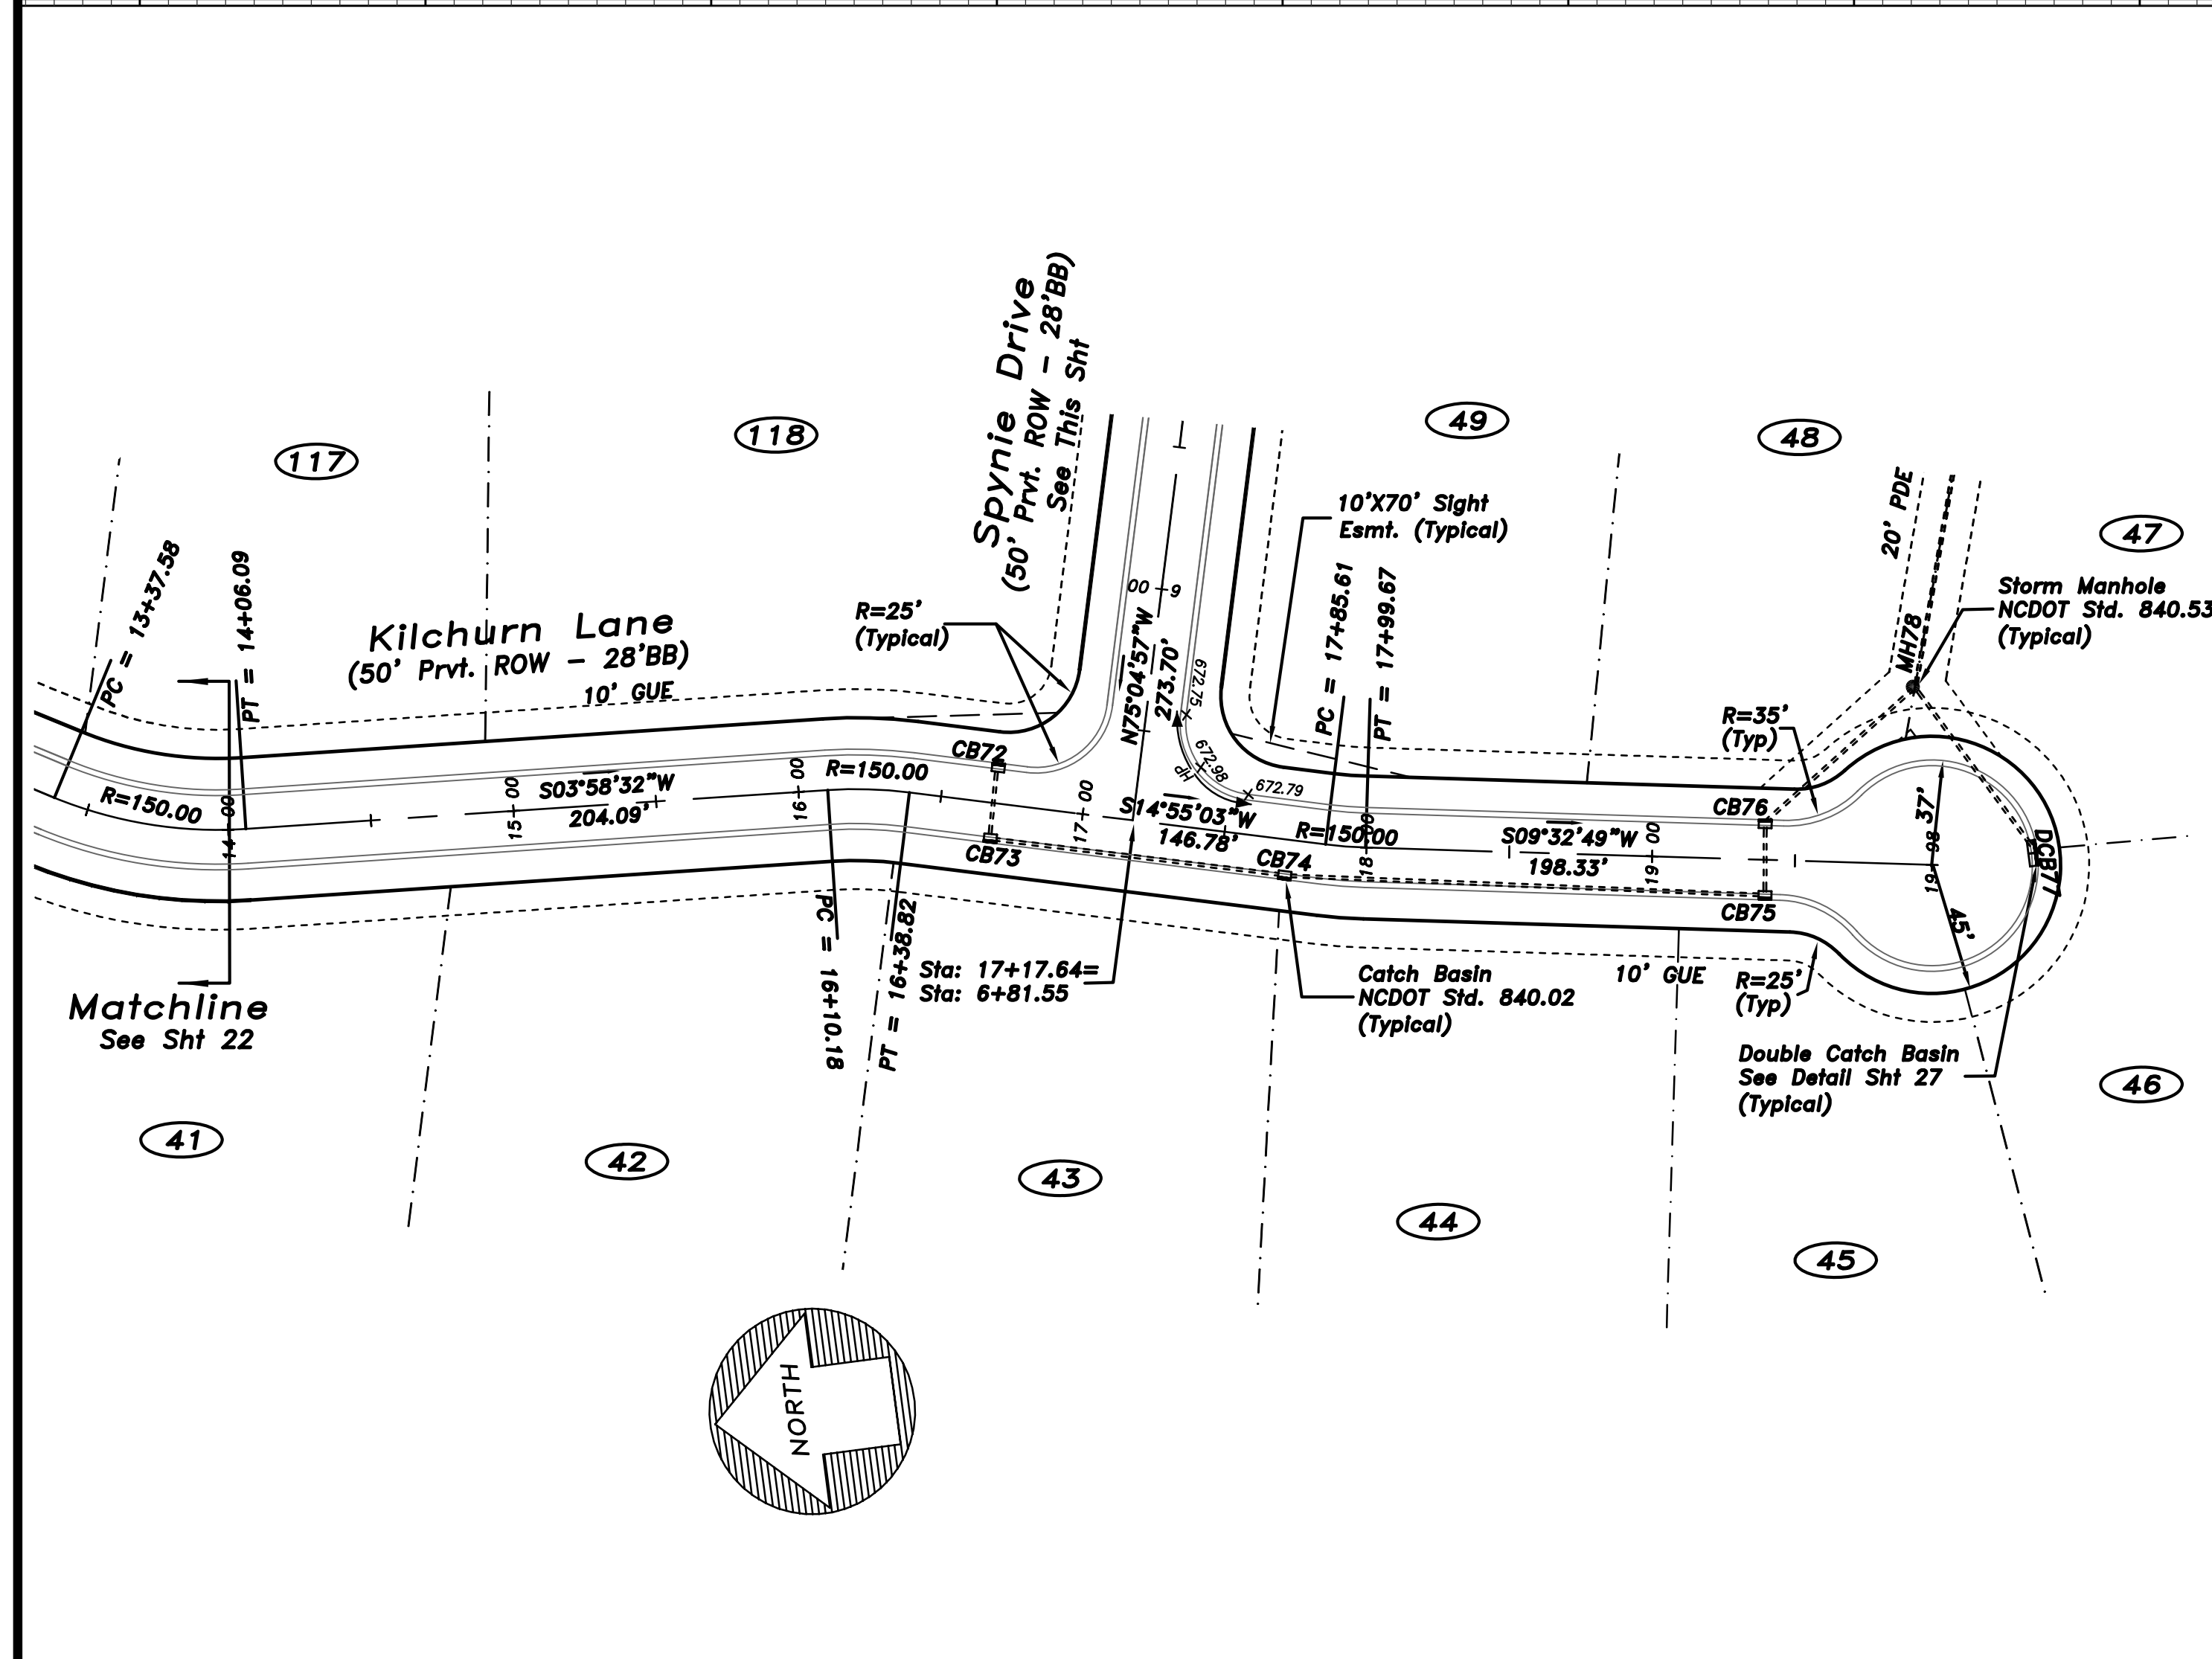 Spynie Drive
(50' Prvt. ROW - 28'BB)
See This Sht
117
118
49
48
47
20' PDE
10'X70' Sight
Esmt. (Typical)
Storm Manhole
NCDOT Std. 840.53
(Typical)
MH78
PC = 13+37.58
PT = 14+06.09
Kilchurn Lane
(50' Prvt. ROW - 28'BB)
10' GUE
R=25'
(Typical)
6 00
N75°04'57"W
273.70'
672.75
672.98
HP
672.79
PC = 17+85.61
PT = 17+99.67
R=35'
(Typ)
R=150.00
14 00
15 00
S03°58'32"W
204.09'
16 00
R=150.00
CB72
CB73
17 00
S14°55'03"W
146.78'
CB74
R=150.00
18 00
S09°32'49"W
198.33'
19 00
CB76
CB75
37'
19 98
45'
DCB77
Matchline
See Sht 22
PC = 16+10.18
PT = 16+38.82
Sta: 17+17.64=
Sta: 6+81.55
Catch Basin
NCDOT Std. 840.02
(Typical)
10' GUE
R=25'
(Typ)
Double Catch Basin
See Detail Sht 27
(Typical)
41
42
43
44
45
46
NORTH